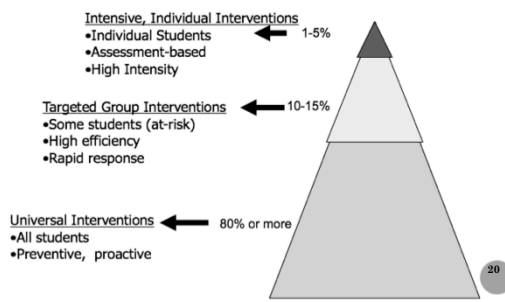 Intensive, Individual Interventions
•Individual Students
•Assessment-based
•High Intensity
1-5%
Targeted Group Interventions
•Some students (at-risk)
•High efficiency
•Rapid response
10-15%
Universal Interventions
•All students
•Preventive, proactive
80% or more
20